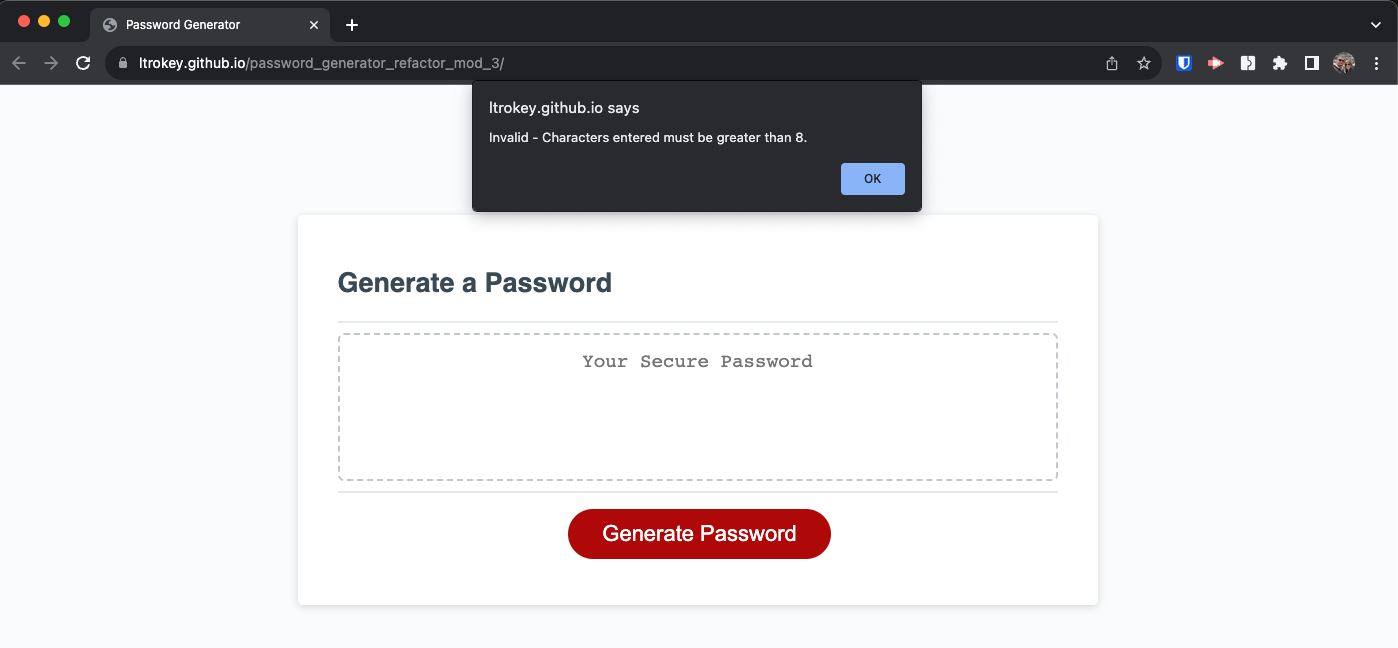 Password Generator
ltrokey.github.io/password_generator_refactor_mod_3/
ltrokey.github.io says
Invalid - Characters entered must be greater than 8.
OK
Generate a Password
Your Secure Password
Generate Password